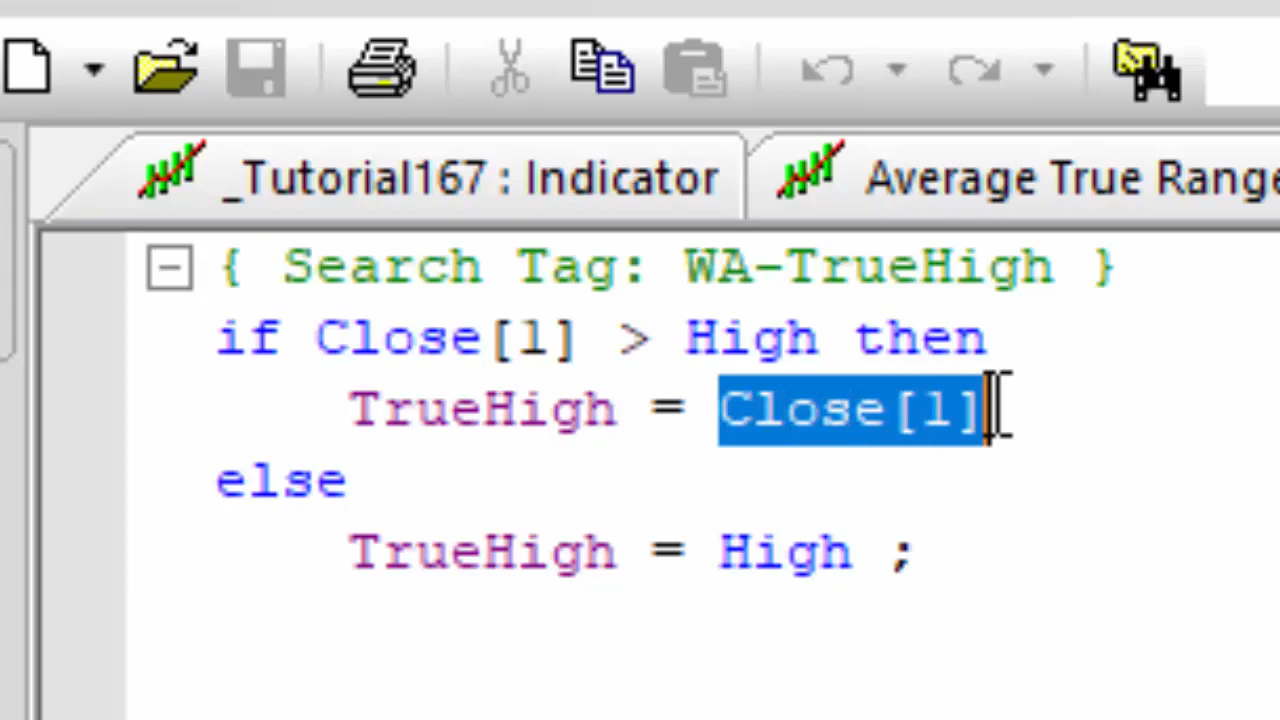 _Tutorial167 : Indicator
Average True Range
{ Search Tag: WA-TrueHigh }
if Close[1] > High then
TrueHigh = Close[1]
else
TrueHigh = High ;